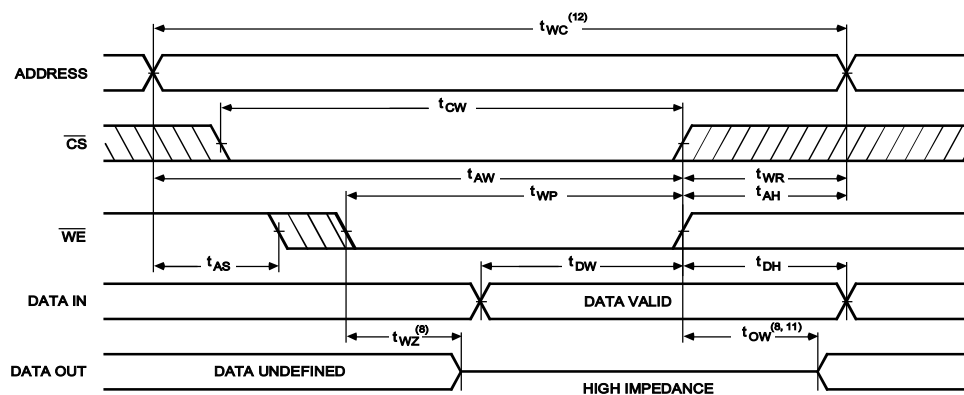 tWC(12)
ADDRESS
tCW
CS
tAW
tWR
tWP
tAH
WE
tAS
tDW
tDH
DATA IN
DATA VALID
tWZ(8)
tOW(8, 11)
DATA OUT
DATA UNDEFINED
HIGH IMPEDANCE